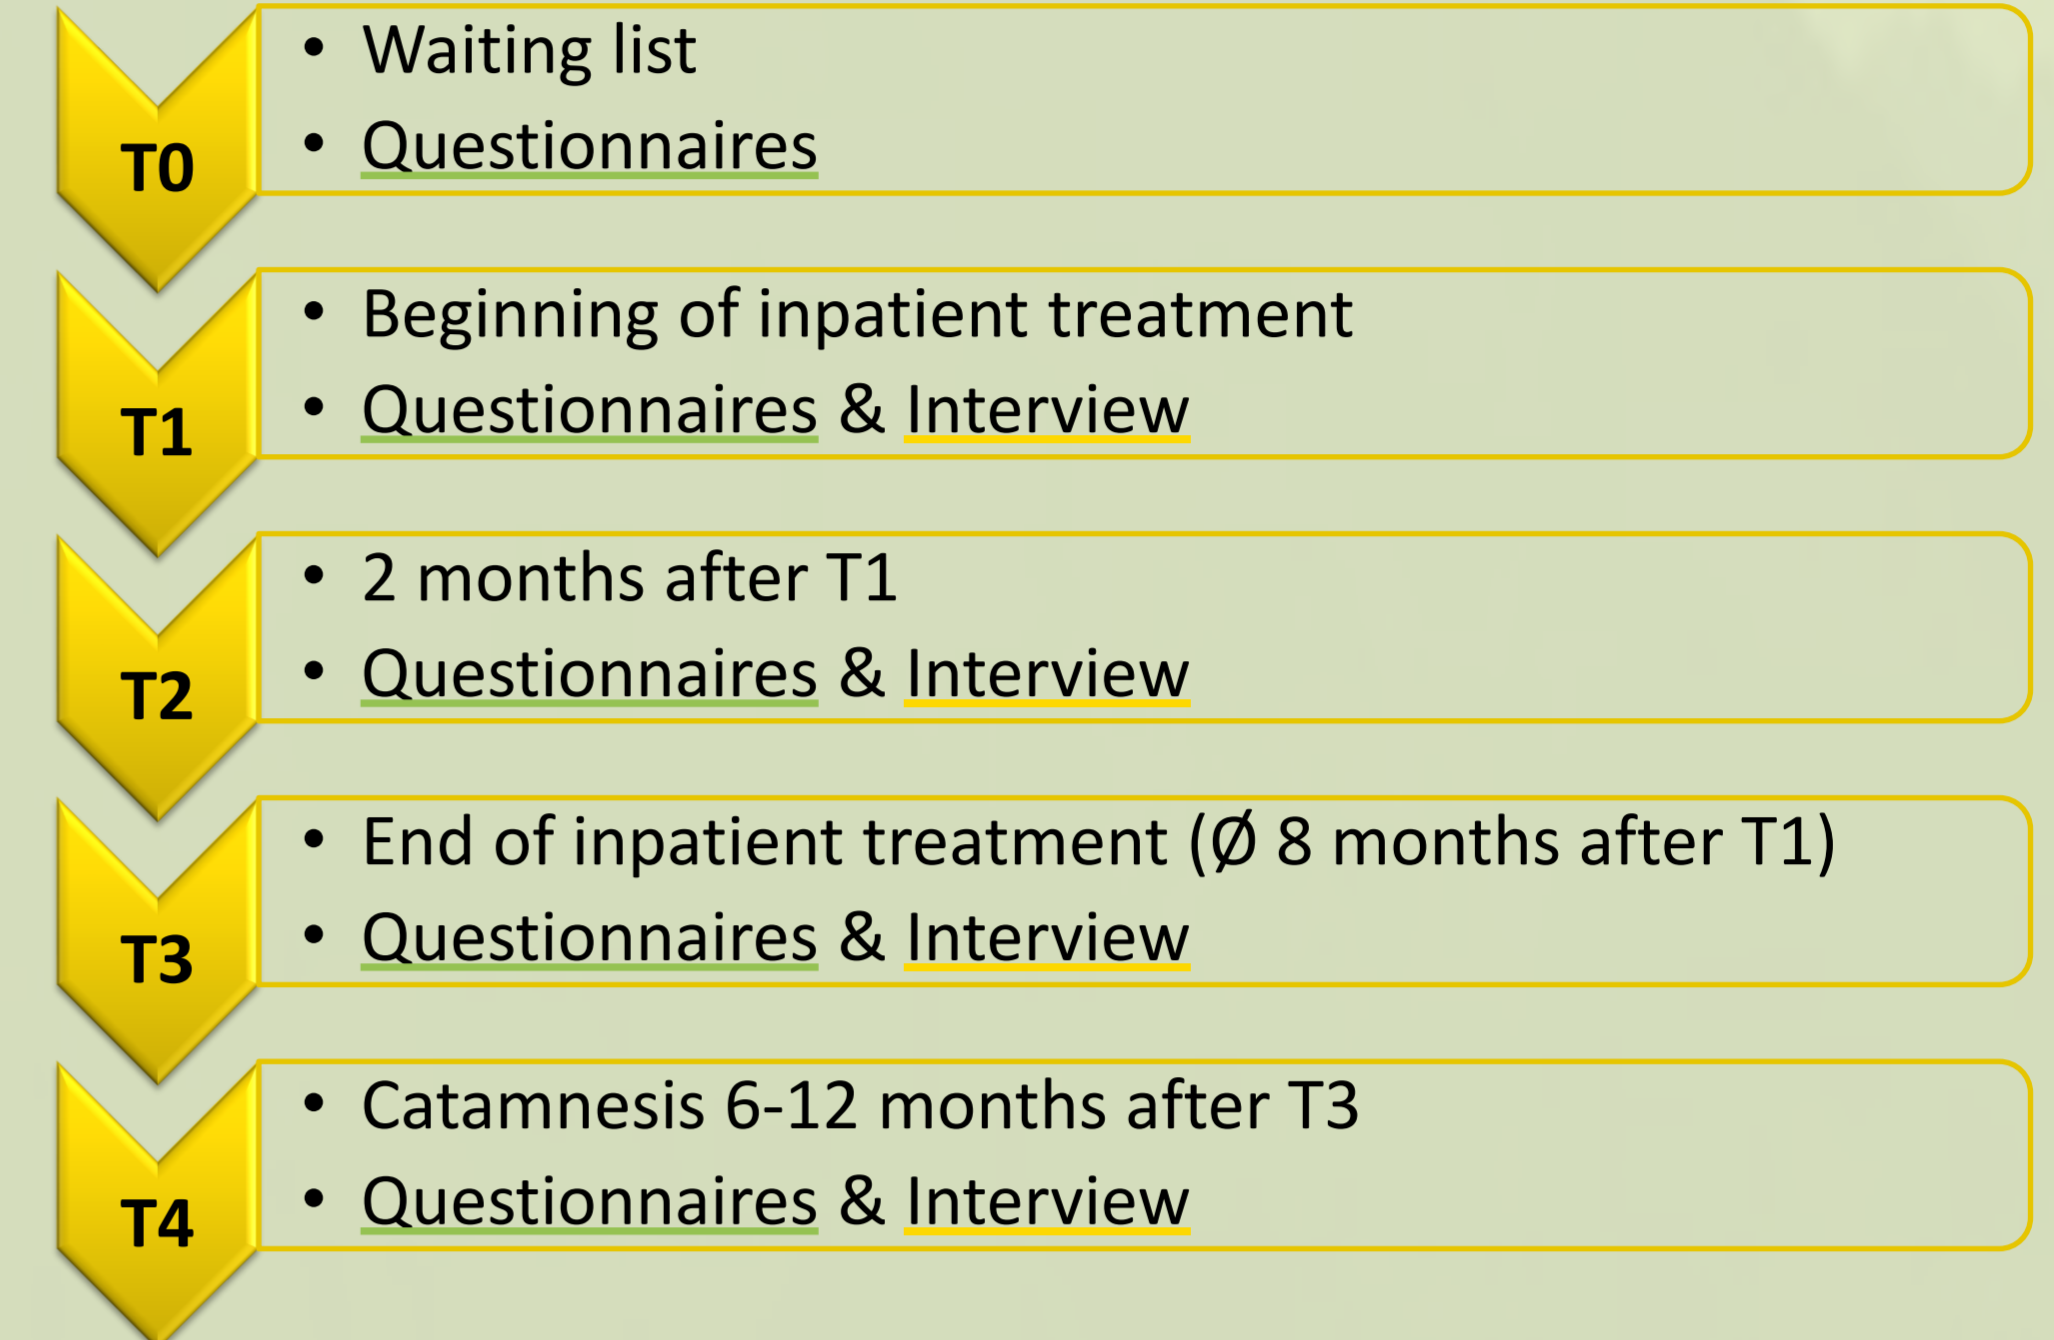 T0
• Waiting list
• Questionnaires
T1
• Beginning of inpatient treatment
• Questionnaires & Interview
T2
• 2 months after T1
• Questionnaires & Interview
T3
• End of inpatient treatment (Ø 8 months after T1)
• Questionnaires & Interview
T4
• Catamnesis 6-12 months after T3
• Questionnaires & Interview